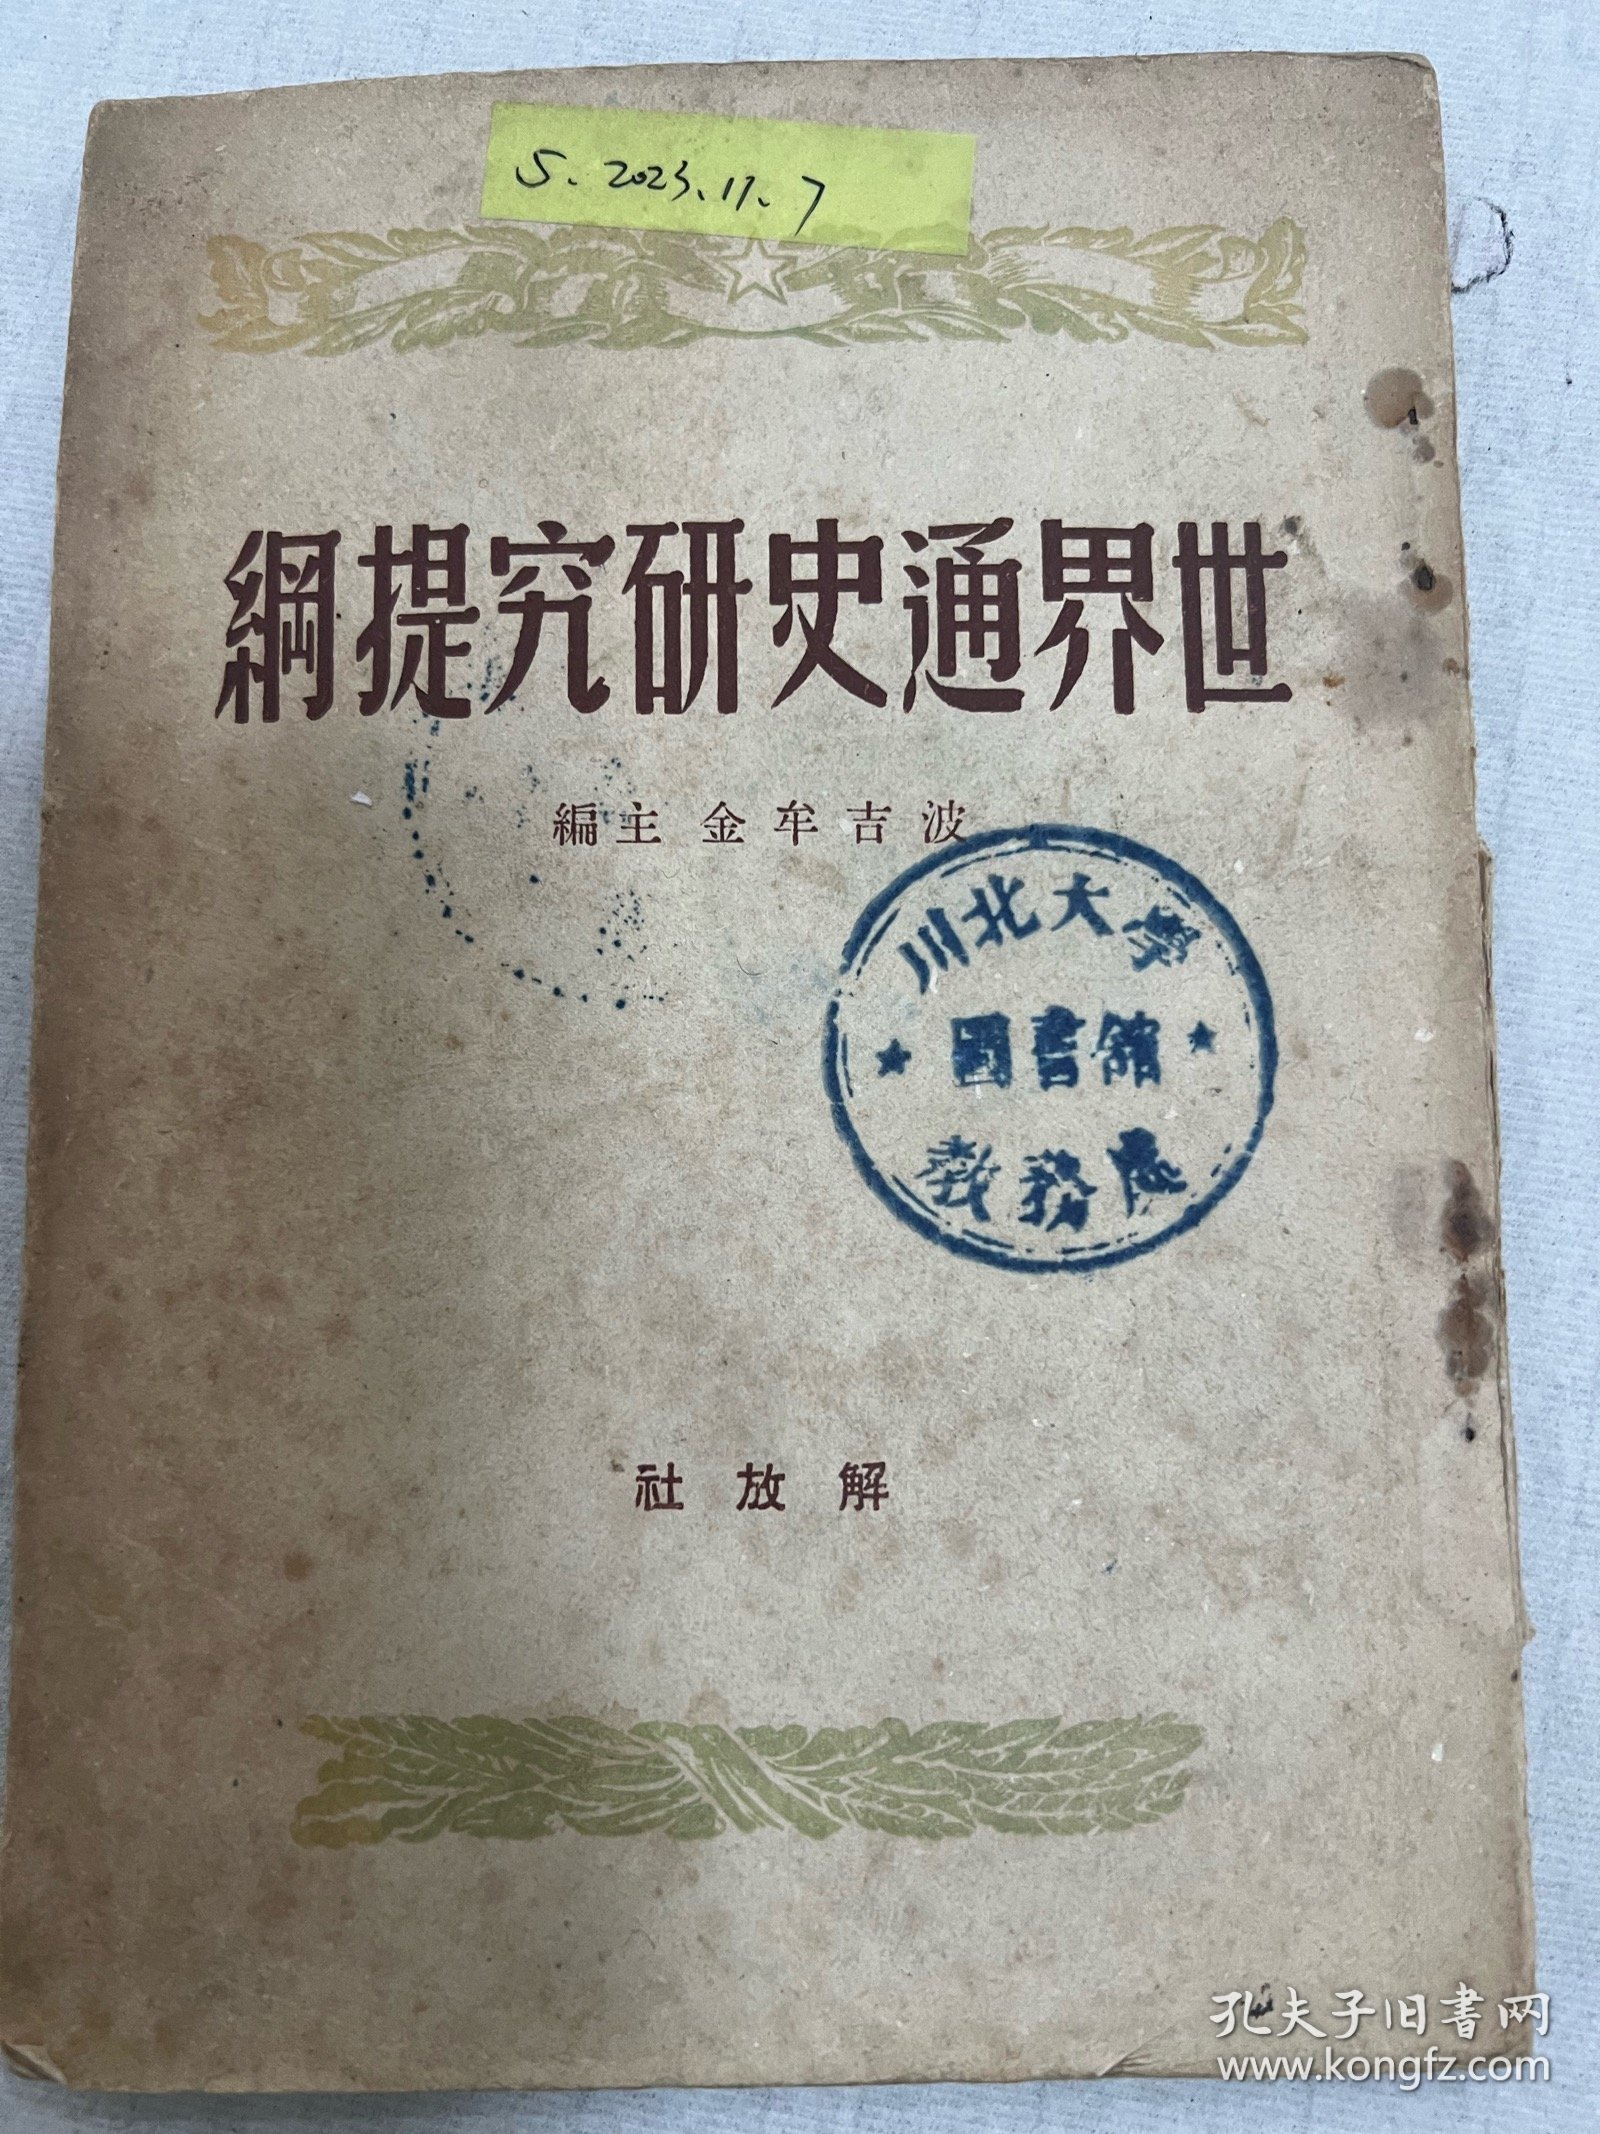 5、2023、11、7
世界通史研究提綱
波吉牟金 主編
川北大學
圖書館
教務處
解放社
孔夫子旧书网
www.kongfz.com